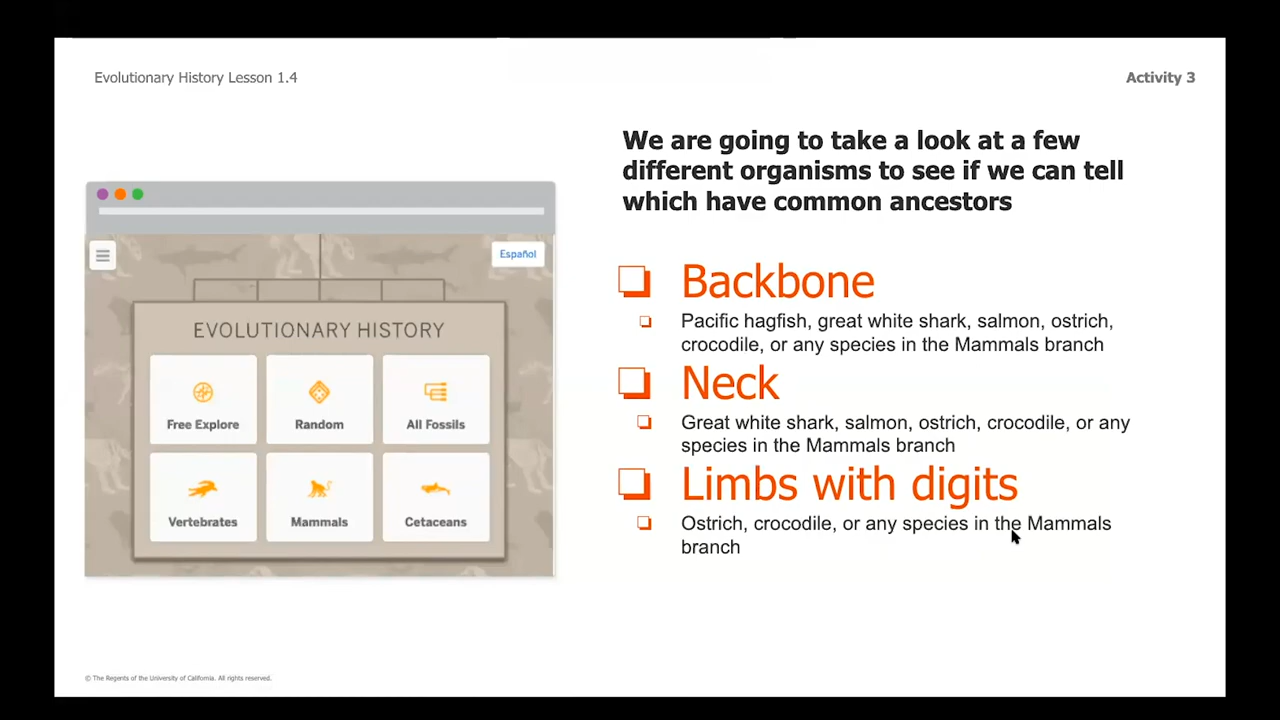 Evolutionary History Lesson 1.4
Activity 3
We are going to take a look at a few
different organisms to see if we can tell
which have common ancestors
Español
EVOLUTIONARY HISTORY
Free Explore
Random
All Fossils
Vertebrates
Mammals
Cetaceans
Backbone
Pacific hagfish, great white shark, salmon, ostrich,
crocodile, or any species in the Mammals branch
Neck
Great white shark, salmon, ostrich, crocodile, or any
species in the Mammals branch
Limbs with digits
Ostrich, crocodile, or any species in the Mammals
branch
© The Regents of the University of California. All rights reserved.